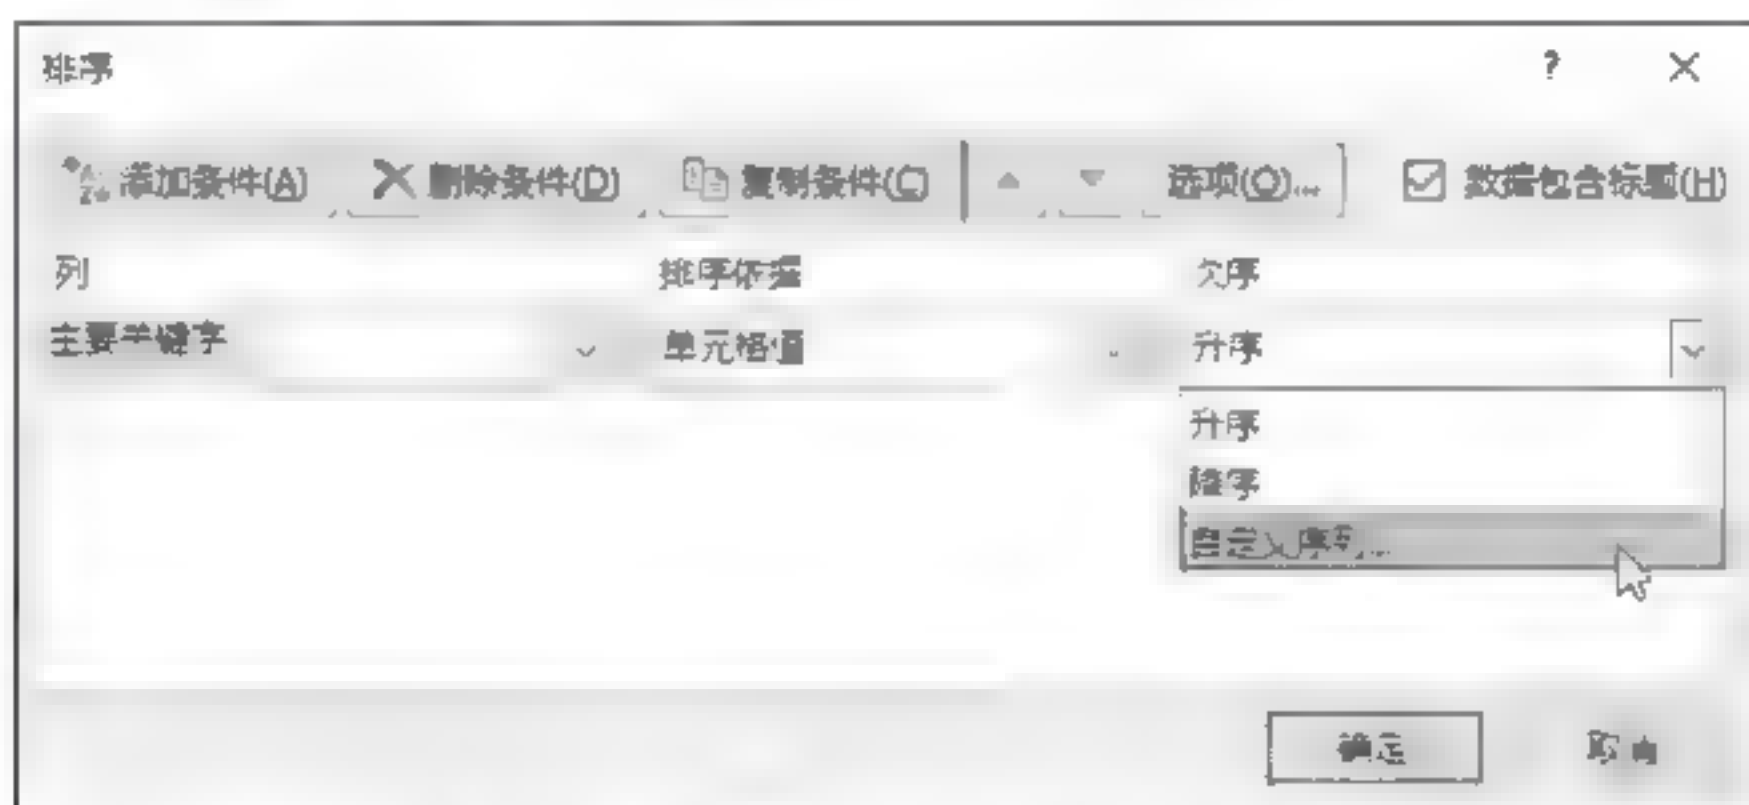 排序 ? ×
添加条件(A) 删除条件(D) 复制条件(C) 选项(O)... 数据包含标题(H)
列 排序依据 次序
主要关键字 单元格值 升序
升序
降序
自定义序列...
确定 取消